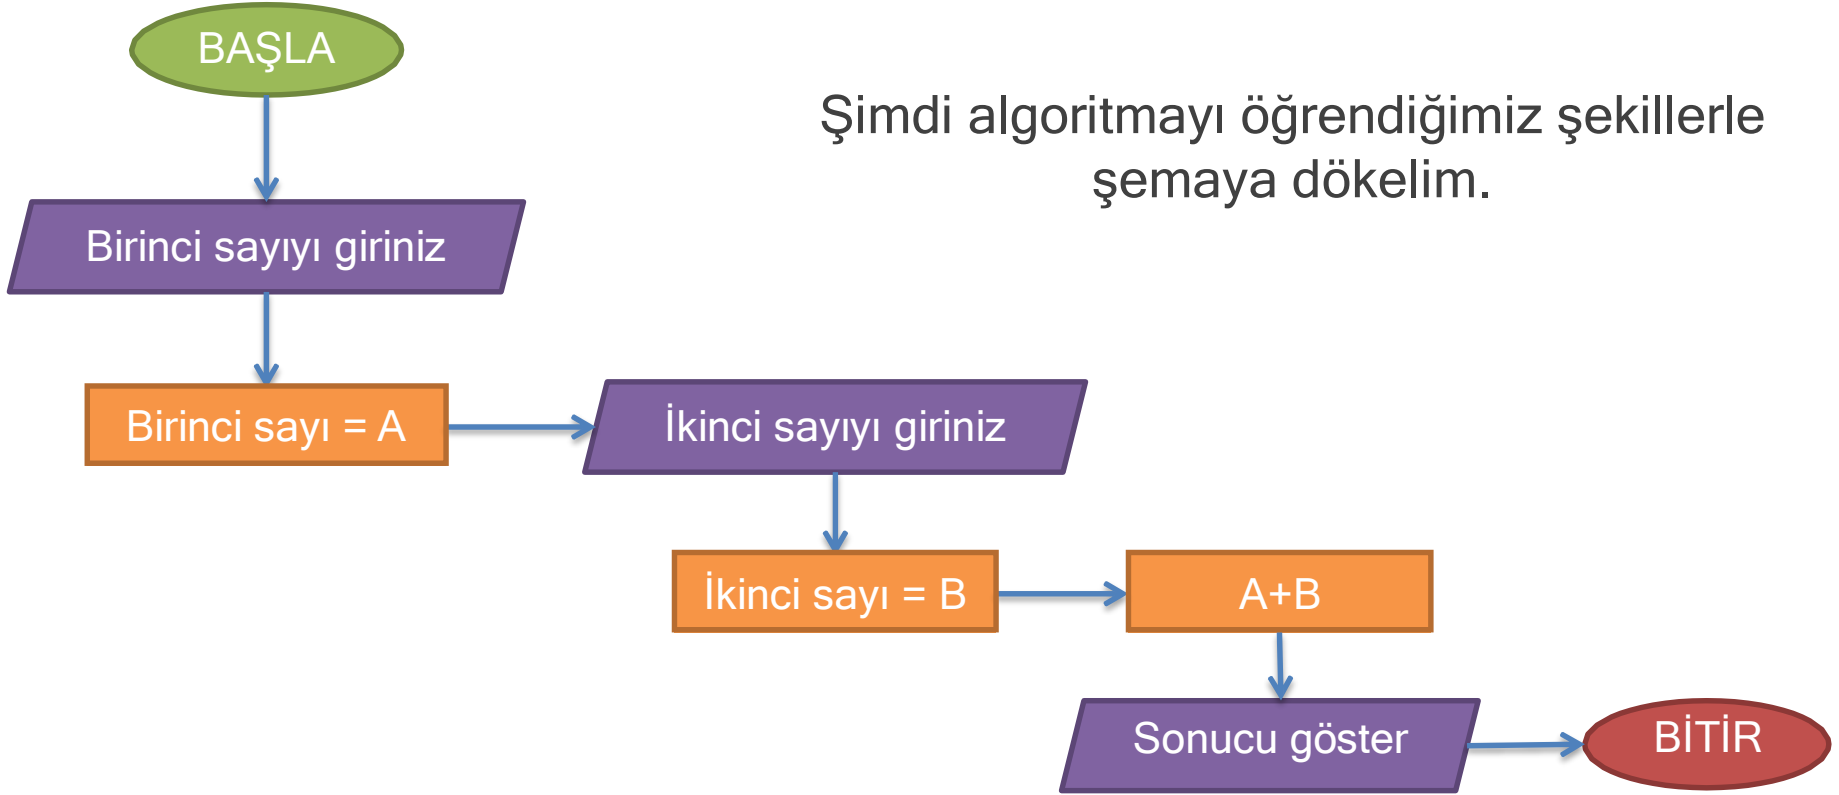 BAŞLA
Şimdi algoritmayı öğrendiğimiz şekillerle
şemaya dökelim.
Birinci sayıyı giriniz
Birinci sayı = A
İkinci sayıyı giriniz
İkinci sayı = B
A+B
Sonucu göster
BİTİR